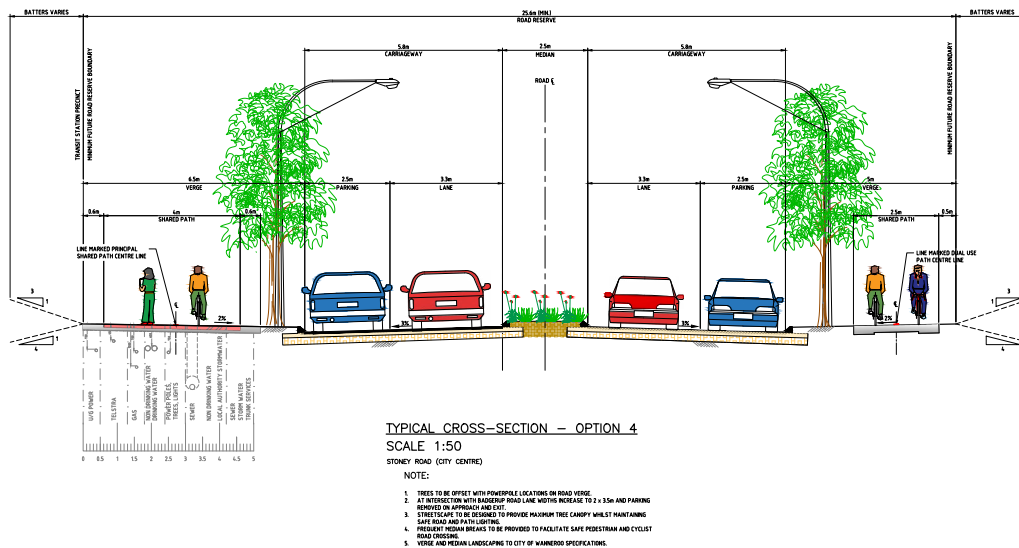 BATTERS VARIES
25.6m (MIN.)
ROAD RESERVE
BATTERS VARIES
5.8m
CARRIAGEWAY
2.5m
MEDIAN
5.8m
CARRIAGEWAY
ROAD ℄
TRANSIT STATION PRECINCT
MINIMUM FUTURE ROAD RESERVE BOUNDARY
MINIMUM FUTURE ROAD RESERVE BOUNDARY
6.5m
VERGE
2.5m
PARKING
3.3m
LANE
3.3m
LANE
2.5m
PARKING
5m
VERGE
0.6m
4m
SHARED PATH
0.6m
2.5m
SHARED PATH
0.5m
LINE MARKED PRINCIPAL
SHARED PATH CENTRE LINE
LINE MARKED DUAL USE
PATH CENTRE LINE
3
1
4
1
℄
2%
3%
3%
℄
2%
3
1
1
4
U/G POWER
TELSTRA
GAS
NON DRINKING WATER
DRINKING WATER
POWER POLES,
TREES, LIGHTS
SEWER
NON DRINKING WATER
LOCAL AUTHORITY STORMWATER
SEWER
STORM WATER
TRUNK SERVICES
0 0.5 1 1.5 2 2.5 3 3.5 4 4.5 5
TYPICAL CROSS-SECTION - OPTION 4
SCALE 1:50
STONEY ROAD (CITY CENTRE)
NOTE:
1. TREES TO BE OFFSET WITH POWERPOLE LOCATIONS ON ROAD VERGE.
2. AT INTERSECTION WITH BADGERUP ROAD LANE WIDTHS INCREASE TO 2 x 3.5m AND PARKING
REMOVED ON APPROACH AND EXIT.
3. STREETSCAPE TO BE DESIGNED TO PROVIDE MAXIMUM TREE CANOPY WHILST MAINTAINING
SAFE ROAD AND PATH LIGHTING.
4. FREQUENT MEDIAN BREAKS TO BE PROVIDED TO FACILITATE SAFE PEDESTRIAN AND CYCLIST
ROAD CROSSING.
5. VERGE AND MEDIAN LANDSCAPING TO CITY OF WANNEROO SPECIFICATIONS.